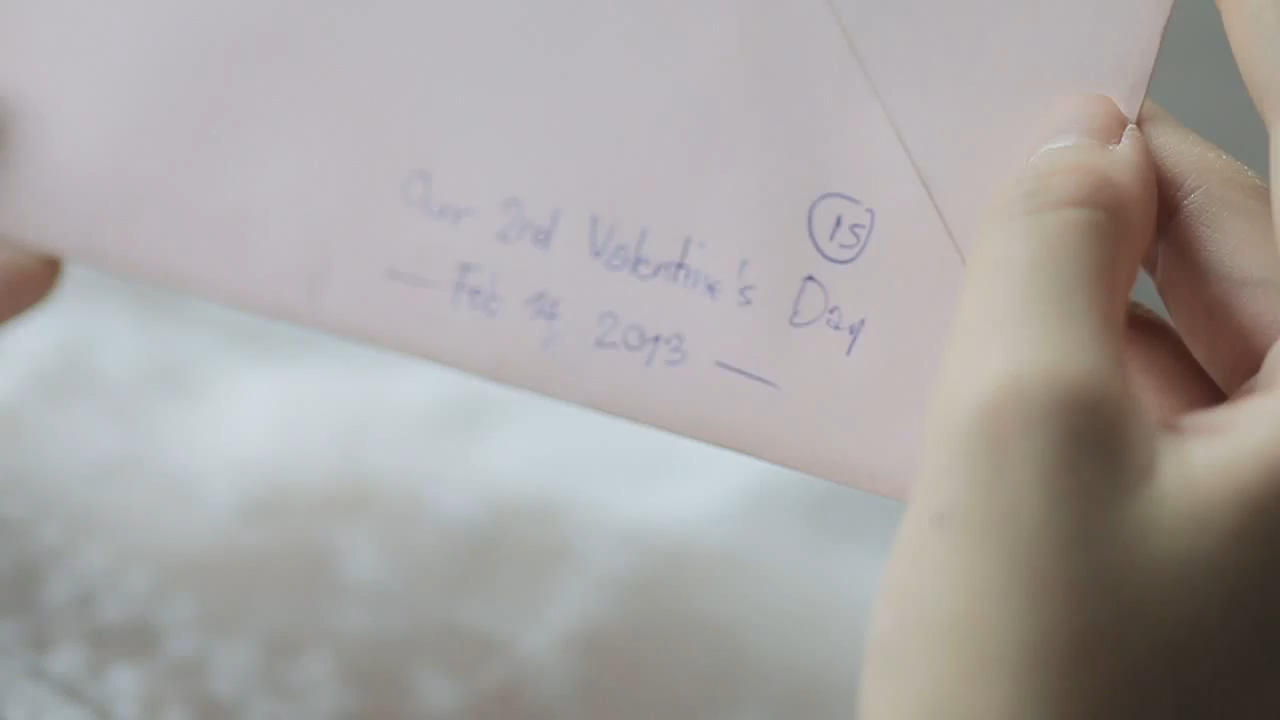 15
Our 2nd Valentine's Day
— Feb 14, 2013 —